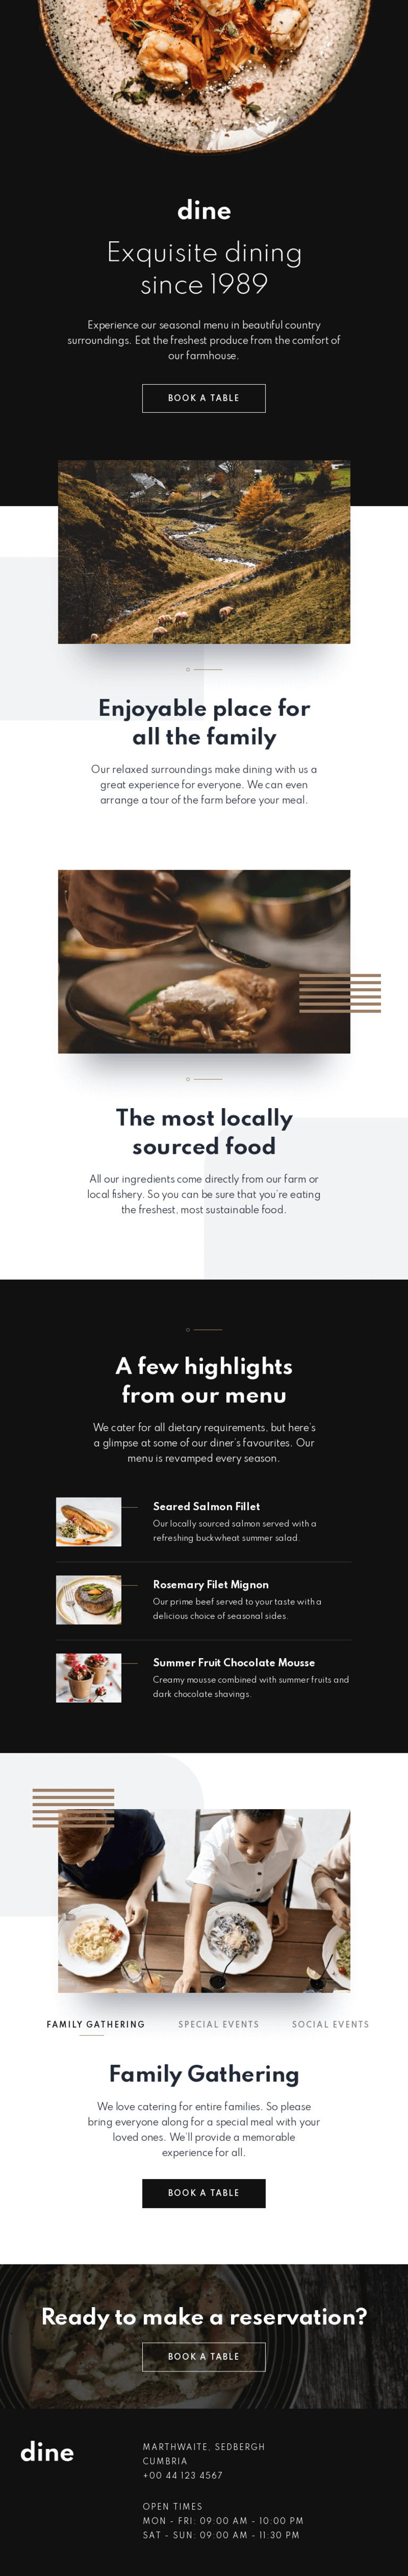 dine
Exquisite dining
since 1989
Experience our seasonal menu in beautiful country
surroundings. Eat the freshest produce from the comfort of
our farmhouse.
BOOK A TABLE
Enjoyable place for
all the family
Our relaxed surroundings make dining with us a
great experience for everyone. We can even
arrange a tour of the farm before your meal.
The most locally
sourced food
All our ingredients come directly from our farm or
local fishery. So you can be sure that you're eating
the freshest, most sustainable food.
A few highlights
from our menu
We cater for all dietary requirements, but here's
a glimpse at some of our diner's favourites. Our
menu is revamped every season.
Seared Salmon Fillet
Our locally sourced salmon served with a
refreshing buckwheat summer salad.
Rosemary Filet Mignon
Our prime beef served to your taste with a
delicious choice of seasonal sides.
Summer Fruit Chocolate Mousse
Creamy mousse combined with summer fruits and
dark chocolate shavings.
FAMILY GATHERING SPECIAL EVENTS SOCIAL EVENTS
Family Gathering
We love catering for entire families. So please
bring everyone along for a special meal with your
loved ones. We'll provide a memorable
experience for all.
BOOK A TABLE
Ready to make a reservation?
BOOK A TABLE
dine
MARTHWAITE, SEDBERGH
CUMBRIA
+00 44 123 4567
OPEN TIMES
MON - FRI: 09:00 AM - 10:00 PM
SAT - SUN: 09:00 AM - 11:30 PM